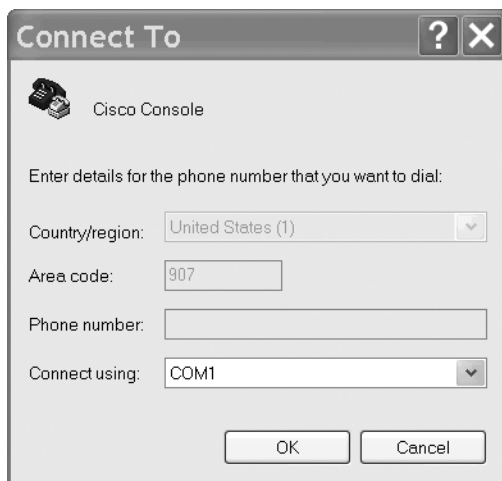 Connect To
Cisco Console
Enter details for the phone number that you want to dial:
Country/region: United States (1)
Area code: 907
Phone number:
Connect using: COM1
OK Cancel